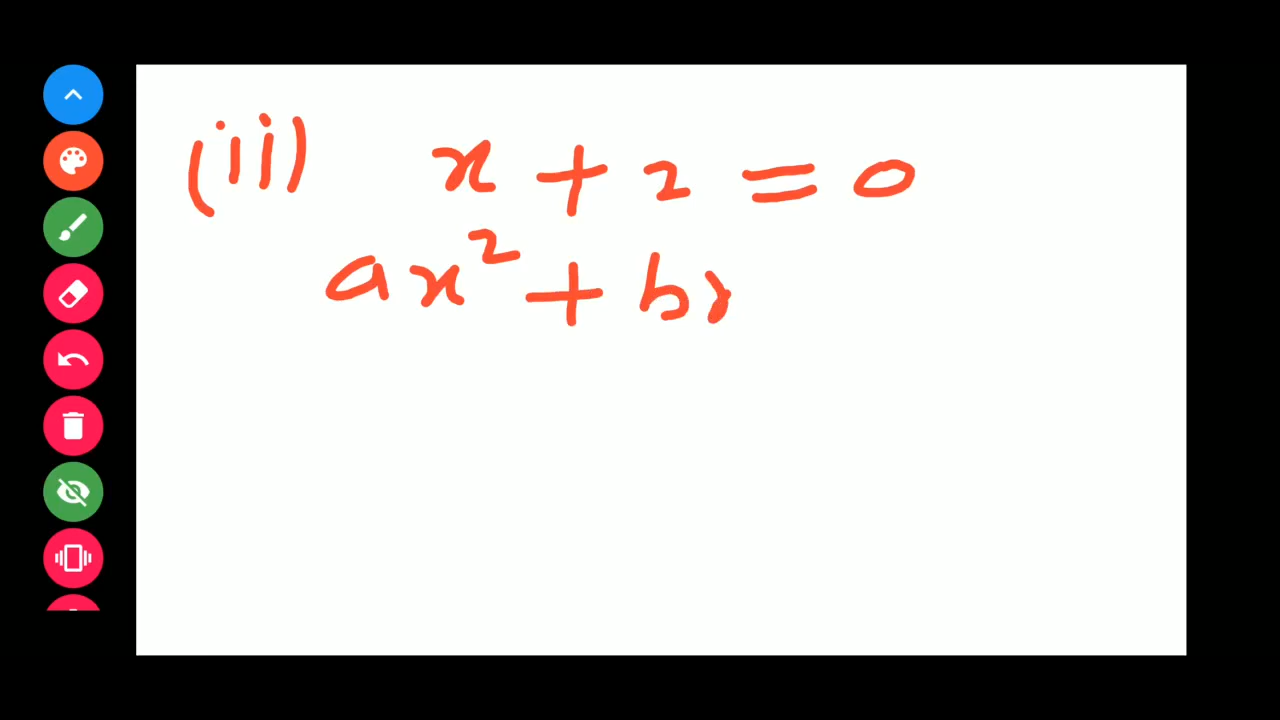 (ii) x + 2 = 0
ax² + b